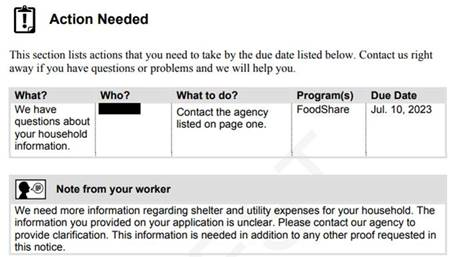 Action Needed
This section lists actions that you need to take by the due date listed below. Contact us right
away if you have questions or problems and we will help you.
What? Who? What to do? Program(s) Due Date
We have Contact the agency FoodShare Jul. 10, 2023
questions about listed on page one.
your household
information.
Note from your worker
We need more information regarding shelter and utility expenses for your household. The
information you provided on your application is unclear. Please contact our agency to
provide clarification. This information is needed in addition to any other proof requested in
this notice.